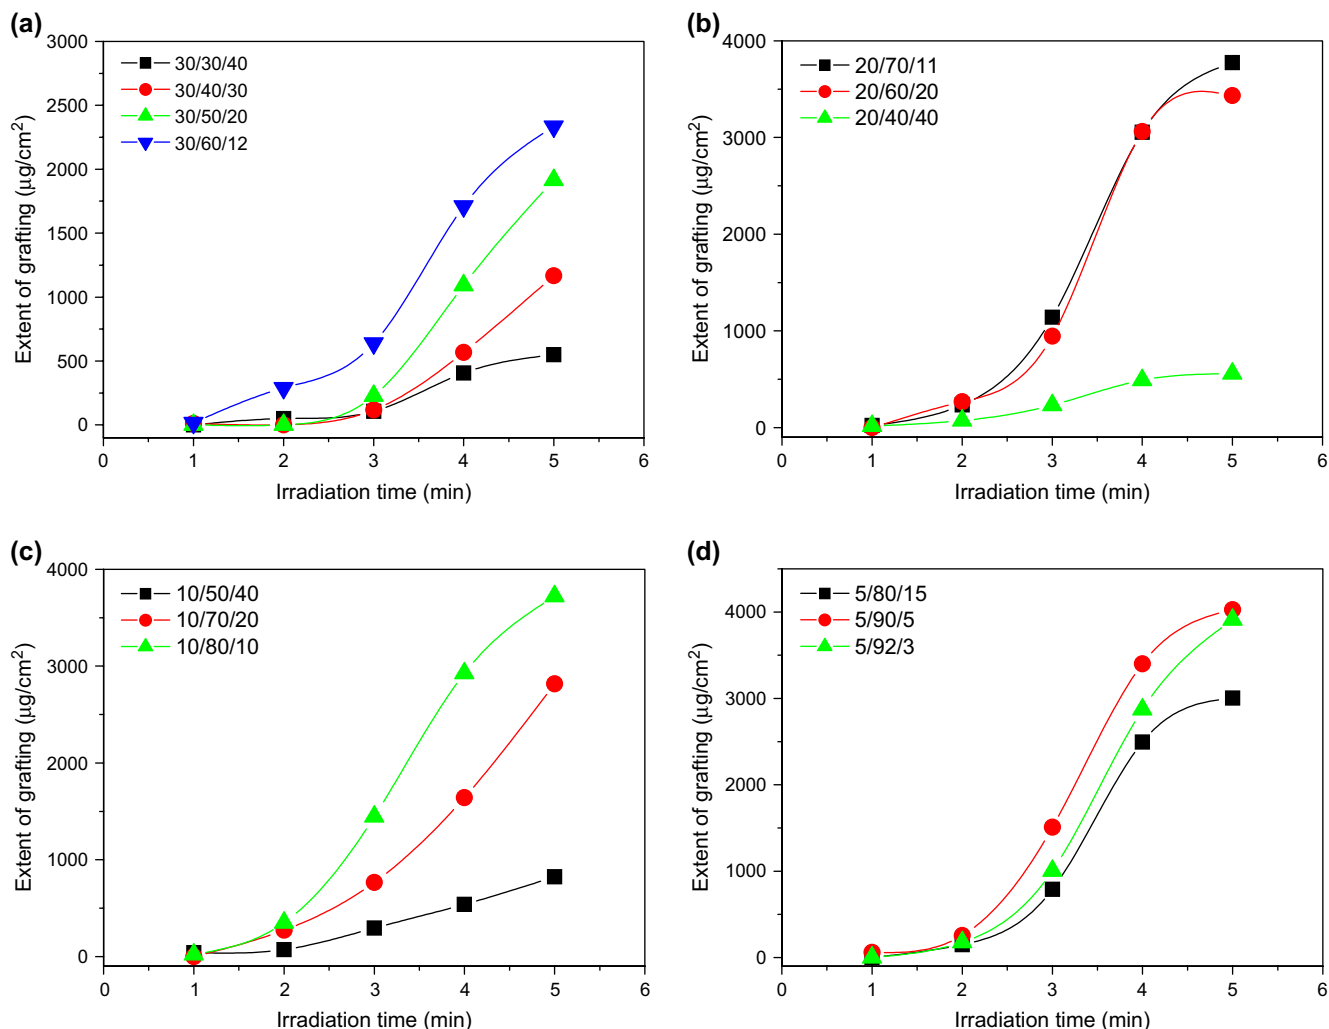 (a)
3000
2500
2000
1500
1000
500
0
Extent of grafting (μg/cm²)
30/30/40
30/40/30
30/50/20
30/60/12
0 1 2 3 4 5 6
Irradiation time (min)
(b)
4000
3000
2000
1000
0
Extent of grafting (μg/cm²)
20/70/11
20/60/20
20/40/40
0 1 2 3 4 5 6
Irradiation time (min)
(c)
4000
3000
2000
1000
0
Extent of grafting (μg/cm²)
10/50/40
10/70/20
10/80/10
0 1 2 3 4 5 6
Irradiation time (min)
(d)
4000
3000
2000
1000
0
Extent of grafting (μg/cm²)
5/80/15
5/90/5
5/92/3
0 1 2 3 4 5 6
Irradiation time (min)